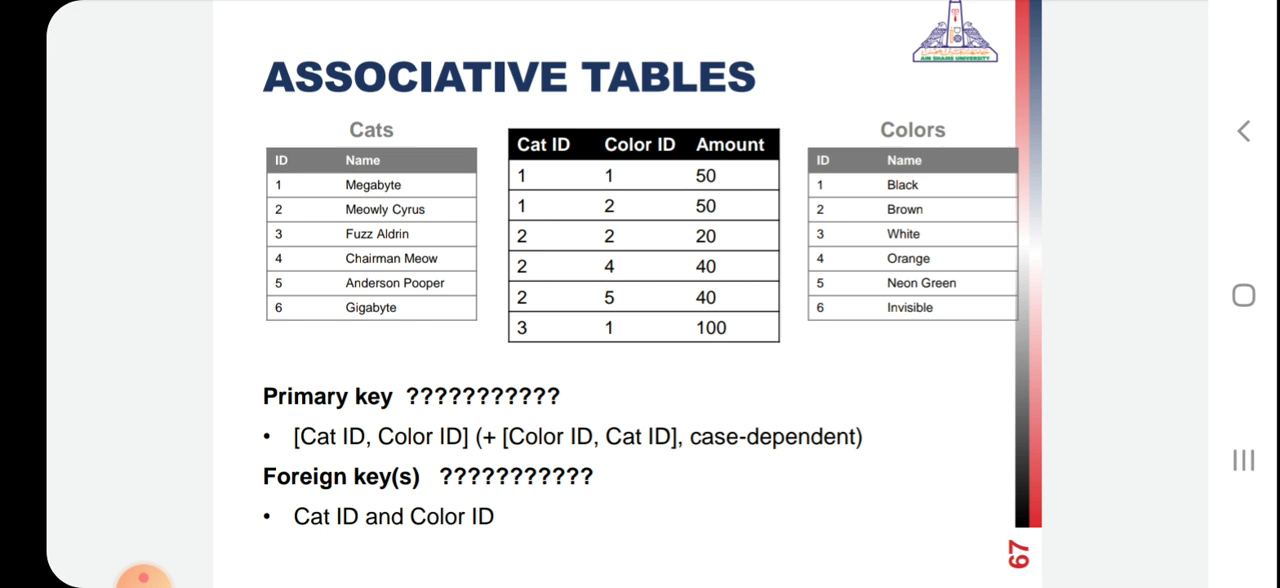 AIN SHAMS UNIVERSITY
ASSOCIATIVE TABLES
Cats
ID Name
1 Megabyte
2 Meowly Cyrus
3 Fuzz Aldrin
4 Chairman Meow
5 Anderson Pooper
6 Gigabyte
Cat ID Color ID Amount
1 1 50
1 2 50
2 2 20
2 4 40
2 5 40
3 1 100
Colors
ID Name
1 Black
2 Brown
3 White
4 Orange
5 Neon Green
6 Invisible
Primary key ???????????
• [Cat ID, Color ID] (+ [Color ID, Cat ID], case-dependent)
Foreign key(s) ???????????
• Cat ID and Color ID
67